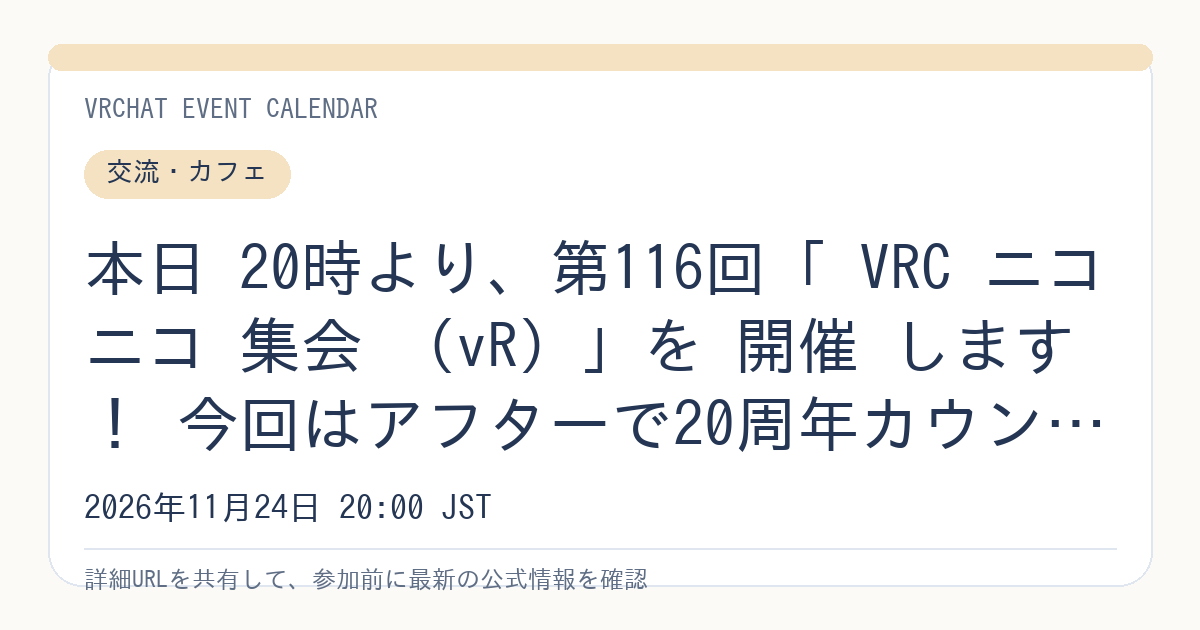 VRCHAT EVENT CALENDAR
交流・カフェ
本日 20時より、第116回「 VRC ニコ
ニコ 集会 （vR）」を 開催 します
！ 今回はアフターで20周年カウン…
2026年11月24日 20:00 JST
詳細URLを共有して、参加前に最新の公式情報を確認